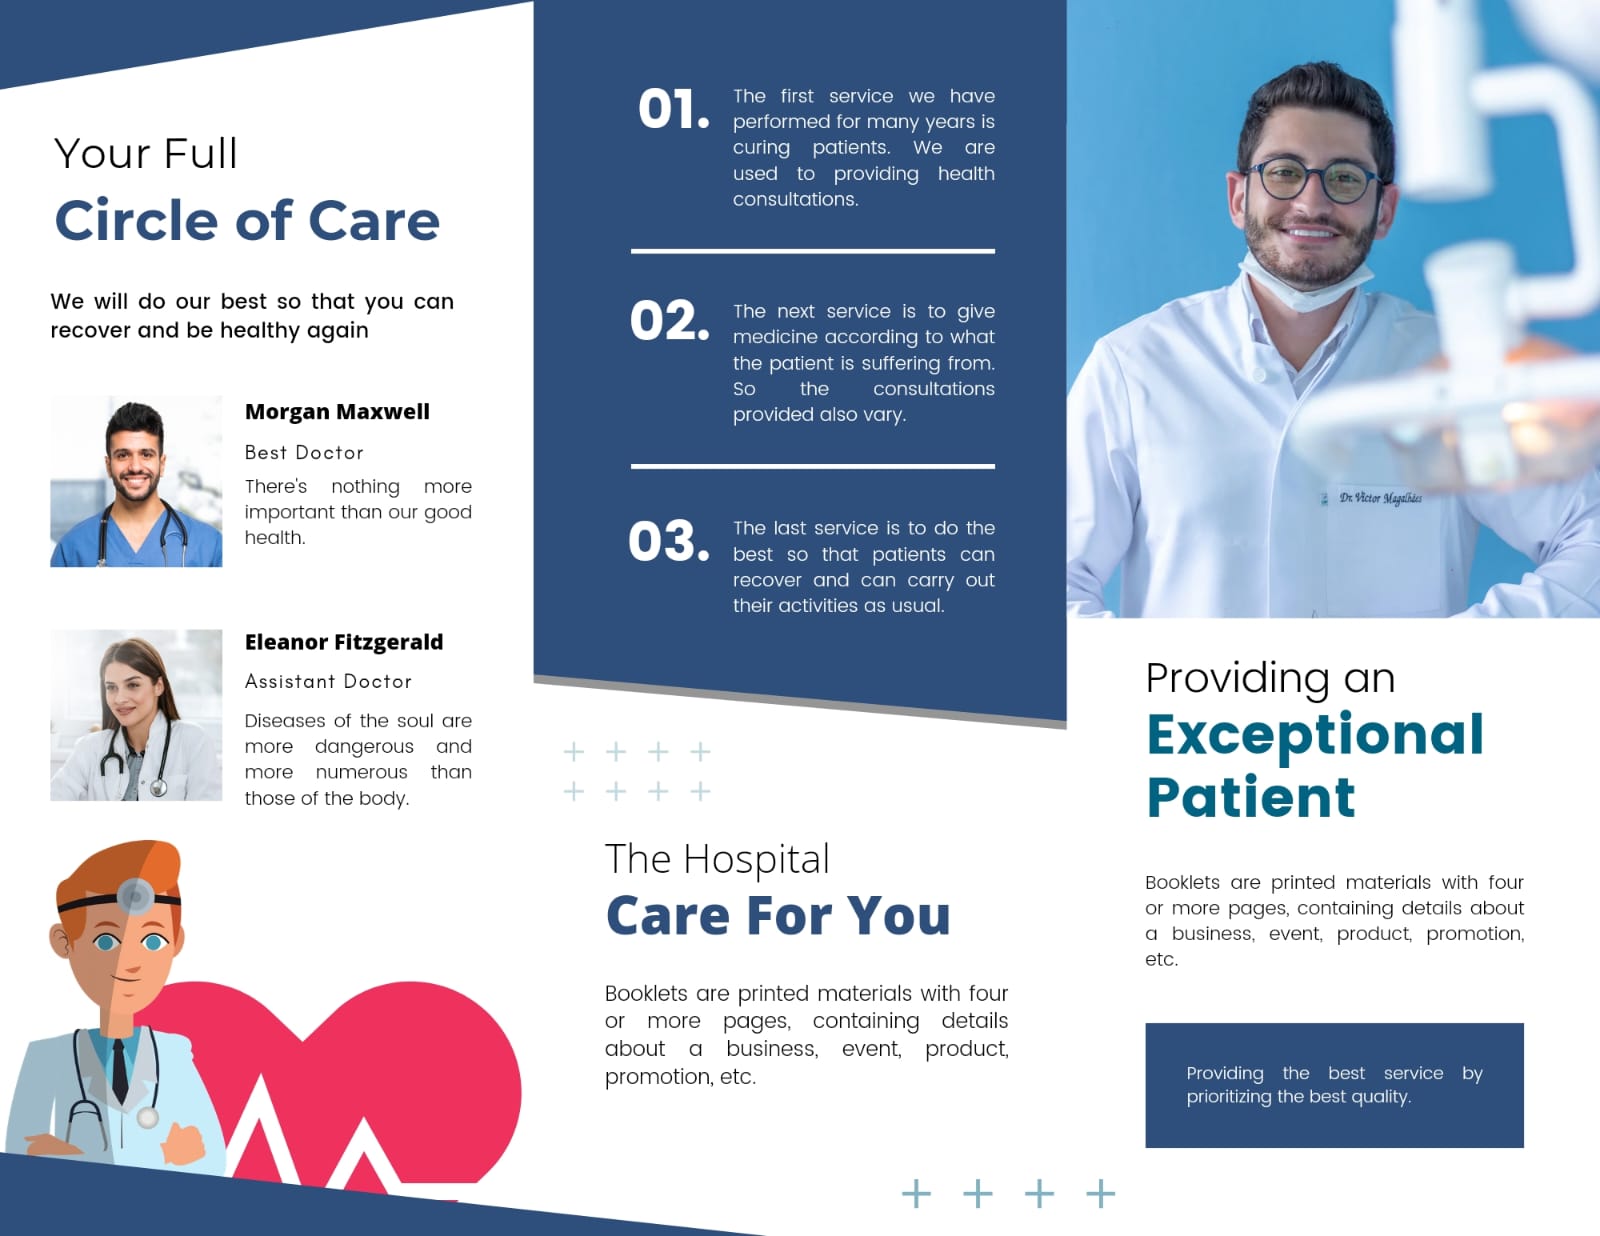 Your Full
Circle of Care
We will do our best so that you can
recover and be healthy again
Morgan Maxwell
Best Doctor
There's nothing more
important than our good
health.
Eleanor Fitzgerald
Assistant Doctor
Diseases of the soul are
more dangerous and
more numerous than
those of the body.
01.
The first service we have
performed for many years is
curing patients. We are
used to providing health
consultations.
02.
The next service is to give
medicine according to what
the patient is suffering from.
So the consultations
provided also vary.
03.
The last service is to do the
best so that patients can
recover and can carry out
their activities as usual.
The Hospital
Care For You
Booklets are printed materials with four
or more pages, containing details
about a business, event, product,
promotion, etc.
Dr. Victor Magalhães
Providing an
Exceptional
Patient
Booklets are printed materials with four
or more pages, containing details about
a business, event, product, promotion,
etc.
Providing the best service by
prioritizing the best quality.